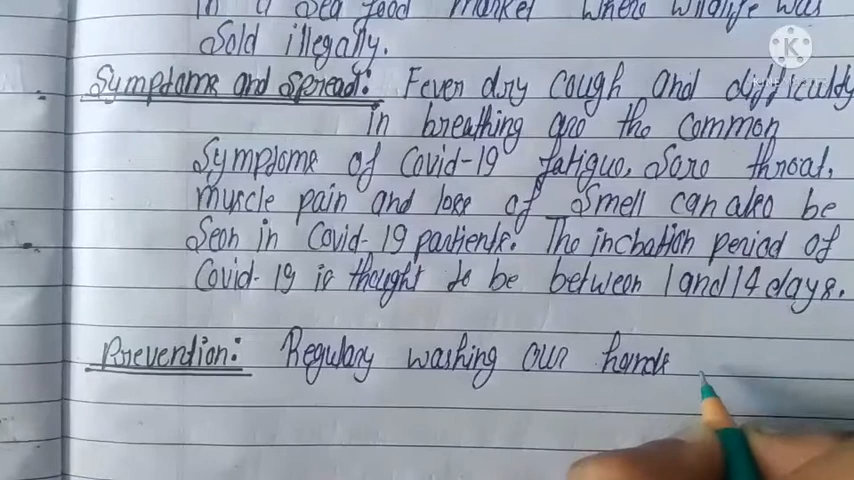 in a sea food market where wildlife was
Sold illegally.
Symptoms and Spread: Fever dry cough and difficulty
in breathing are the common
Symptoms of Covid-19 fatigue, Sore throat,
muscle pain and loss of Smell can also be
Seen in Covid-19 patients. The incbation period of
Covid-19 is thought to be between 1 and 14 days.
Prevention: Regulary washing our hands
K